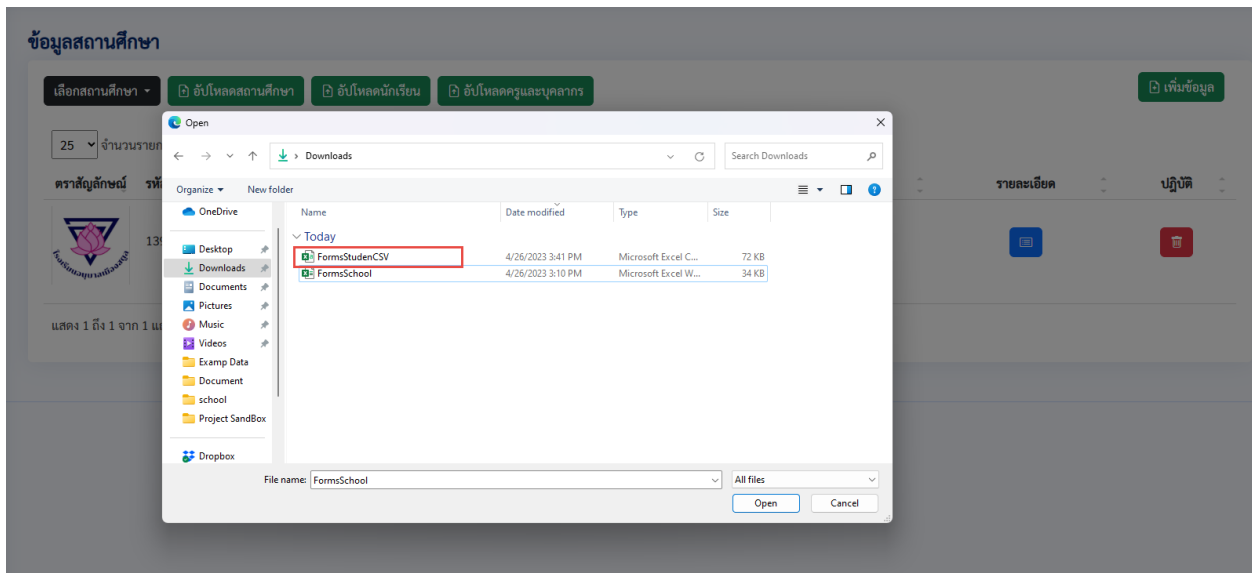 ข้อมูลสถานศึกษา
เลือกสถานศึกษา อัปโหลดสถานศึกษา อัปโหลดนักเรียน อัปโหลดครูและบุคลากร เพิ่มข้อมูล
Open
25 จำนวนรายก
Downloads Search Downloads
ตราสัญลักษณ์ รหั รายละเอียด ปฏิบัติ
Organize New folder
OneDrive Name Date modified Type Size
Today
Desktop FormsStudenCSV 4/26/2023 3:41 PM Microsoft Excel C... 72 KB
Downloads FormsSchool 4/26/2023 3:10 PM Microsoft Excel W... 34 KB
139
Documents
Pictures
Music
แสดง 1 ถึง 1 จาก 1 แ
Videos
Examp Data
Document
school
Project SandBox
Dropbox
File name: FormsSchool All files
Open Cancel